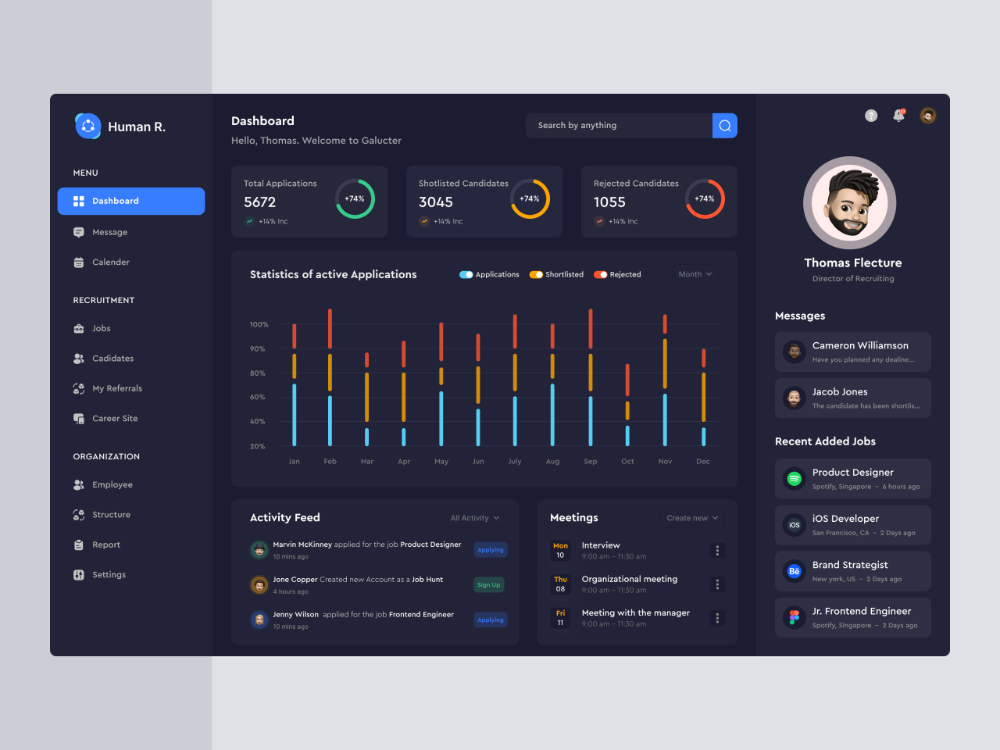 Human R.
MENU
Dashboard
Message
Calender
RECRUITMENT
Jobs
Cadidates
My Referrals
Career Site
ORGANIZATION
Employee
Structure
Report
Settings
Dashboard
Hello, Thomas. Welcome to Galucter
Search by anything
Total Applications
5672
+14% Inc
+74%
Shotlisted Candidates
3045
+14% Inc
+74%
Rejected Candidates
1055
+14% Inc
+74%
Statistics of active Applications
Applications
Shortlisted
Rejected
Month
100%
90%
80%
60%
40%
20%
Jan Feb Mar Apr May Jun July Aug Sep Oct Nov Dec
Activity Feed
All Activity
Marvin McKinney applied for the job Product Designer
10 mins ago
Applying
Jone Copper Created new Account as a Job Hunt
4 hours ago
Sign Up
Jenny Wilson applied for the job Frontend Engineer
10 mins ago
Applying
Meetings
Create new
Mon
10
Interview
9:00 am - 11:30 am
Thu
08
Organizational meeting
9:00 am - 11:30 am
Fri
11
Meeting with the manager
9:00 am - 11:30 am
?
Thomas Flecture
Director of Recruiting
Messages
Cameron Williamson
Have you planned any dealine...
Jacob Jones
The candidate has been shortlis...
Recent Added Jobs
Product Designer
Spotify, Singapore - 6 hours ago
iOS
iOS Developer
San Francisco, CA - 2 Days ago
Bē
Brand Strategist
New york, US - 2 Days ago
Jr. Frontend Engineer
Spotify, Singapore - 2 Days ago